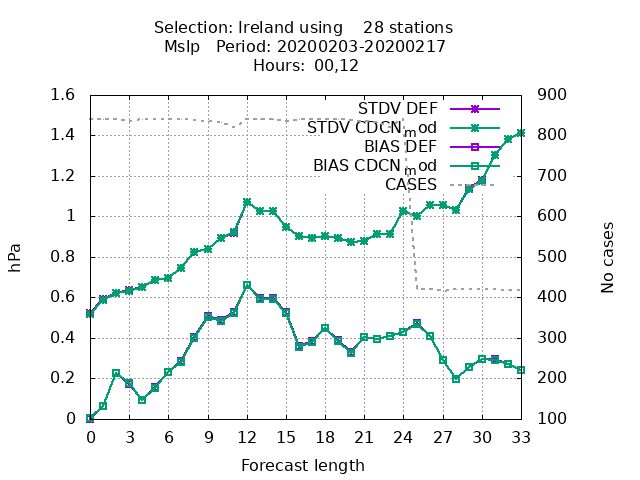 Selection: Ireland using    28 stations
Mslp   Period: 20200203-20200217
Hours:  00,12
hPa
No cases
1.6
1.4
1.2
1
0.8
0.6
0.4
0.2
0
900
800
700
600
500
400
300
200
100
STDV DEF
STDV CDCN_mod
BIAS DEF
BIAS CDCN_mod
CASES
0 3 6 9 12 15 18 21 24 27 30 33
Forecast length